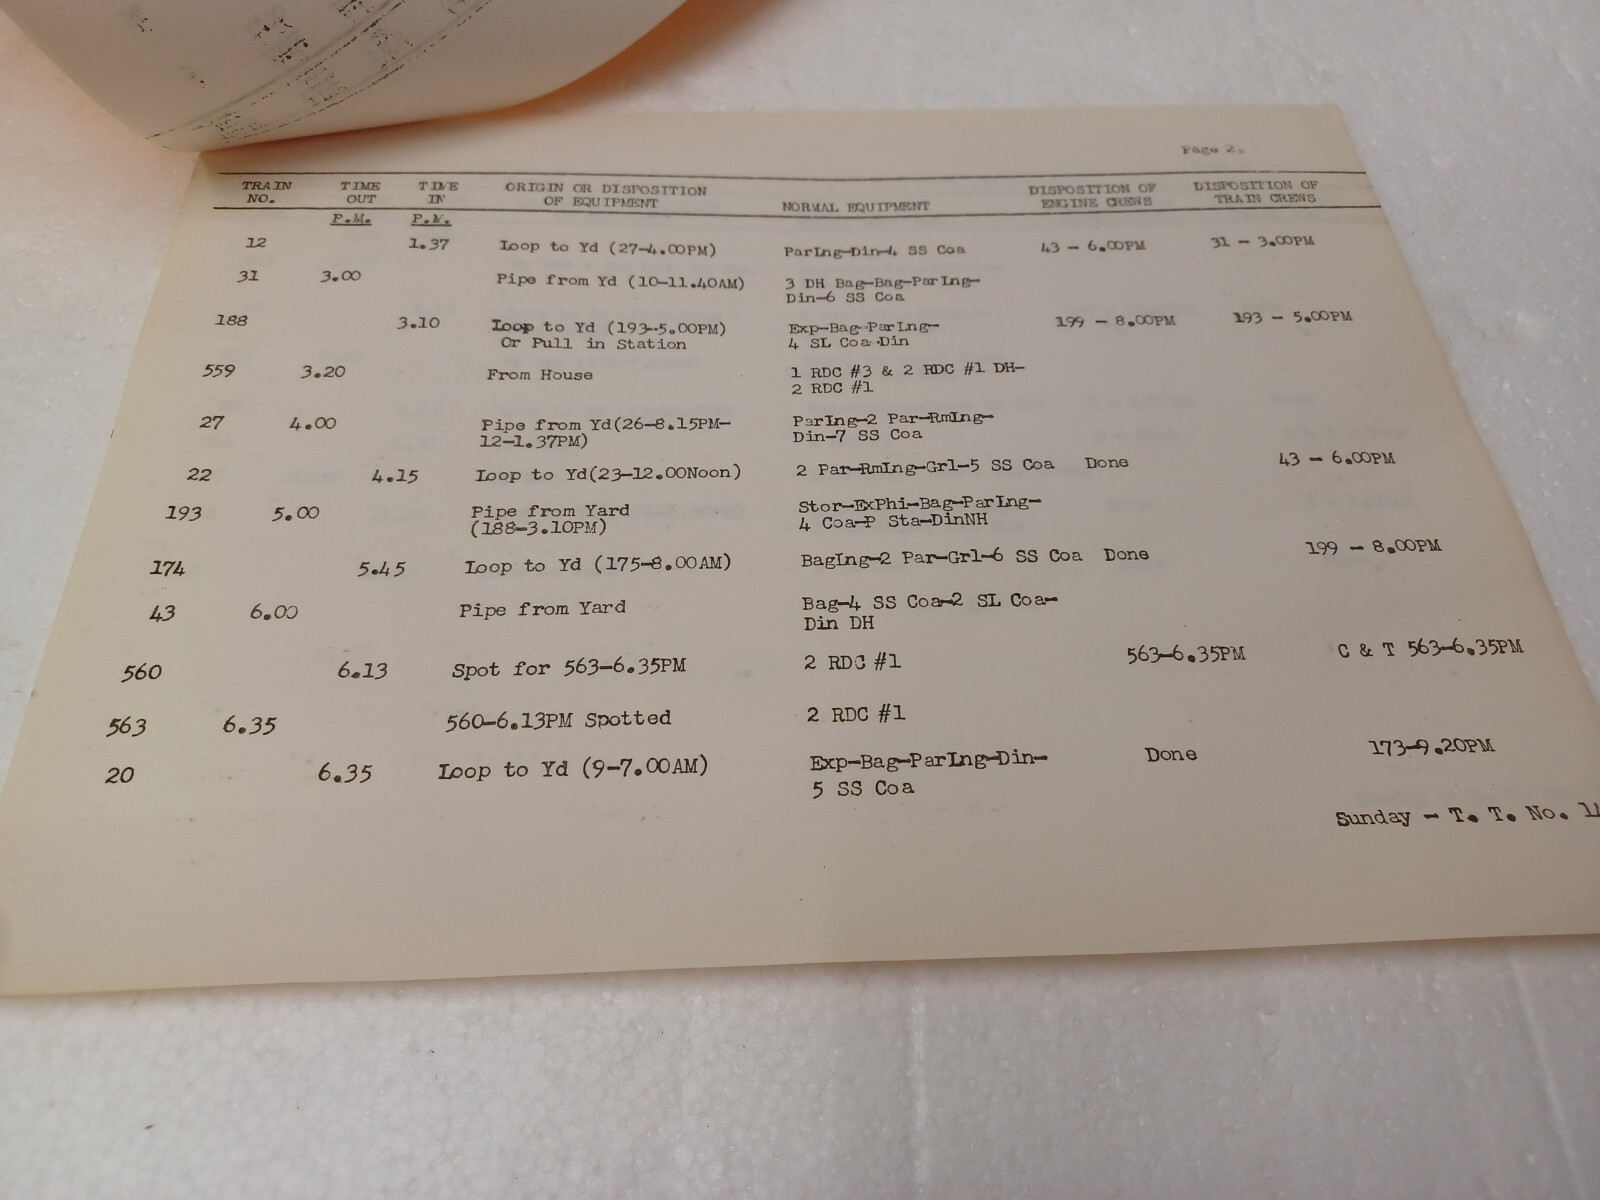 Page 2.
TRAIN TIME TIME ORIGIN OR DISPOSITION DISPOSITION OF DISPOSITION OF
NO. OUT IN OF EQUIPMENT NORMAL EQUIPMENT ENGINE CREWS TRAIN CREWS
P.M. P.M.
12 1.37 Loop to Yd (27-4.00PM) ParLng-Din-4 SS Coa 43 - 6.00PM 31 - 3.00PM
31 3.00 Pipe from Yd (10-11.40AM) 3 DH Bag-Bag-ParLng-
Din-6 SS Coa
188 3.10 Loop to Yd (193-5.00PM) Exp-Bag-ParLng- 199 - 8.00PM 193 - 5.00PM
Or Pull in Station 4 SL Coa-Din
559 3.20 From House 1 RDC #3 & 2 RDC #1 DH-
2 RDC #1
27 4.00 Pipe from Yd(26-8.15PM- ParLng-2 Par-RmLng-
12-1.37PM) Din-7 SS Coa
22 4.15 Loop to Yd(23-12.00Noon) 2 Par-RmLng-Grl-5 SS Coa Done 43 - 6.00PM
193 5.00 Pipe from Yard Stor-ExPhi-Bag-ParLng-
(188-3.10PM) 4 Coa-P Sta-DinNH
174 5.45 Loop to Yd (175-8.00AM) BagLng-2 Par-Grl-6 SS Coa Done 199 - 8.00PM
43 6.00 Pipe from Yard Bag-4 SS Coa-2 SL Coa-
Din DH
560 6.13 Spot for 563-6.35PM 2 RDC #1 563-6.35PM C & T 563-6.35PM
563 6.35 560-6.13PM Spotted 2 RDC #1
20 6.35 Loop to Yd (9-7.00AM) Exp-Bag-ParLng-Din- Done 173-9.20PM
5 SS Coa
Sunday - T. T. No.